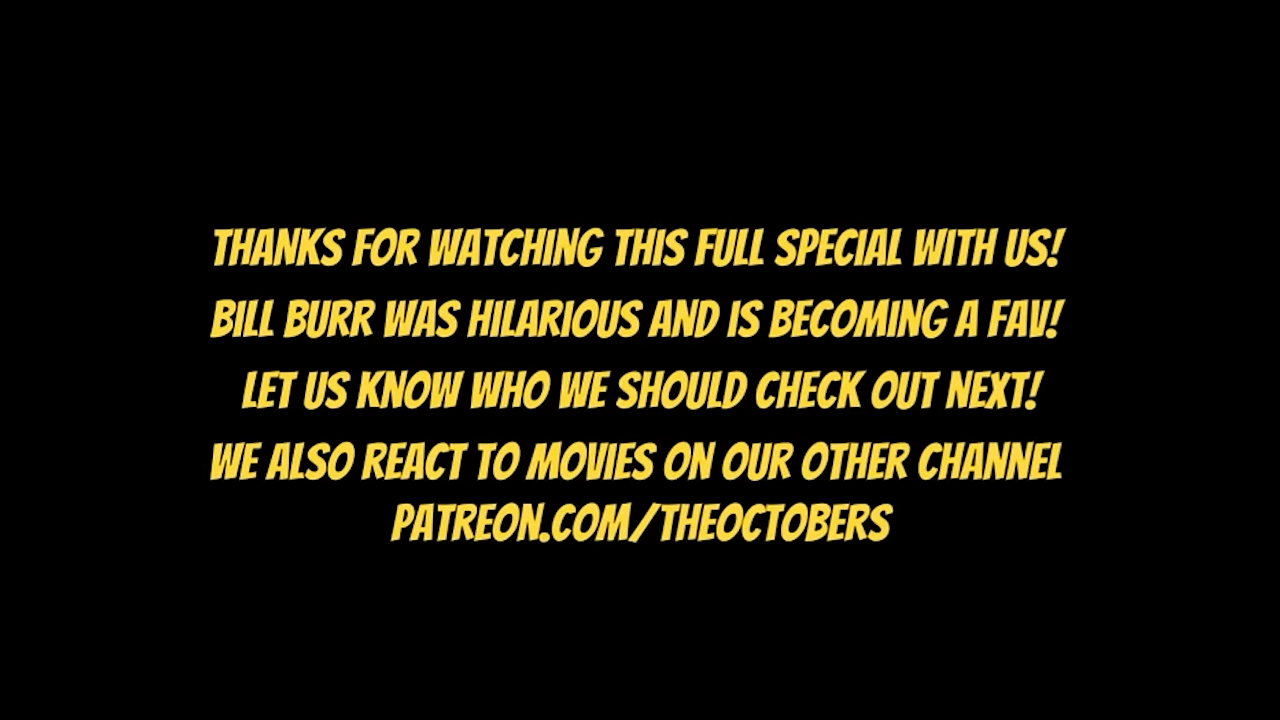 THANKS FOR WATCHING THIS FULL SPECIAL WITH US!
BILL BURR WAS HILARIOUS AND IS BECOMING A FAV!
LET US KNOW WHO WE SHOULD CHECK OUT NEXT!
WE ALSO REACT TO MOVIES ON OUR OTHER CHANNEL
PATREON.COM/THEOCTOBERS